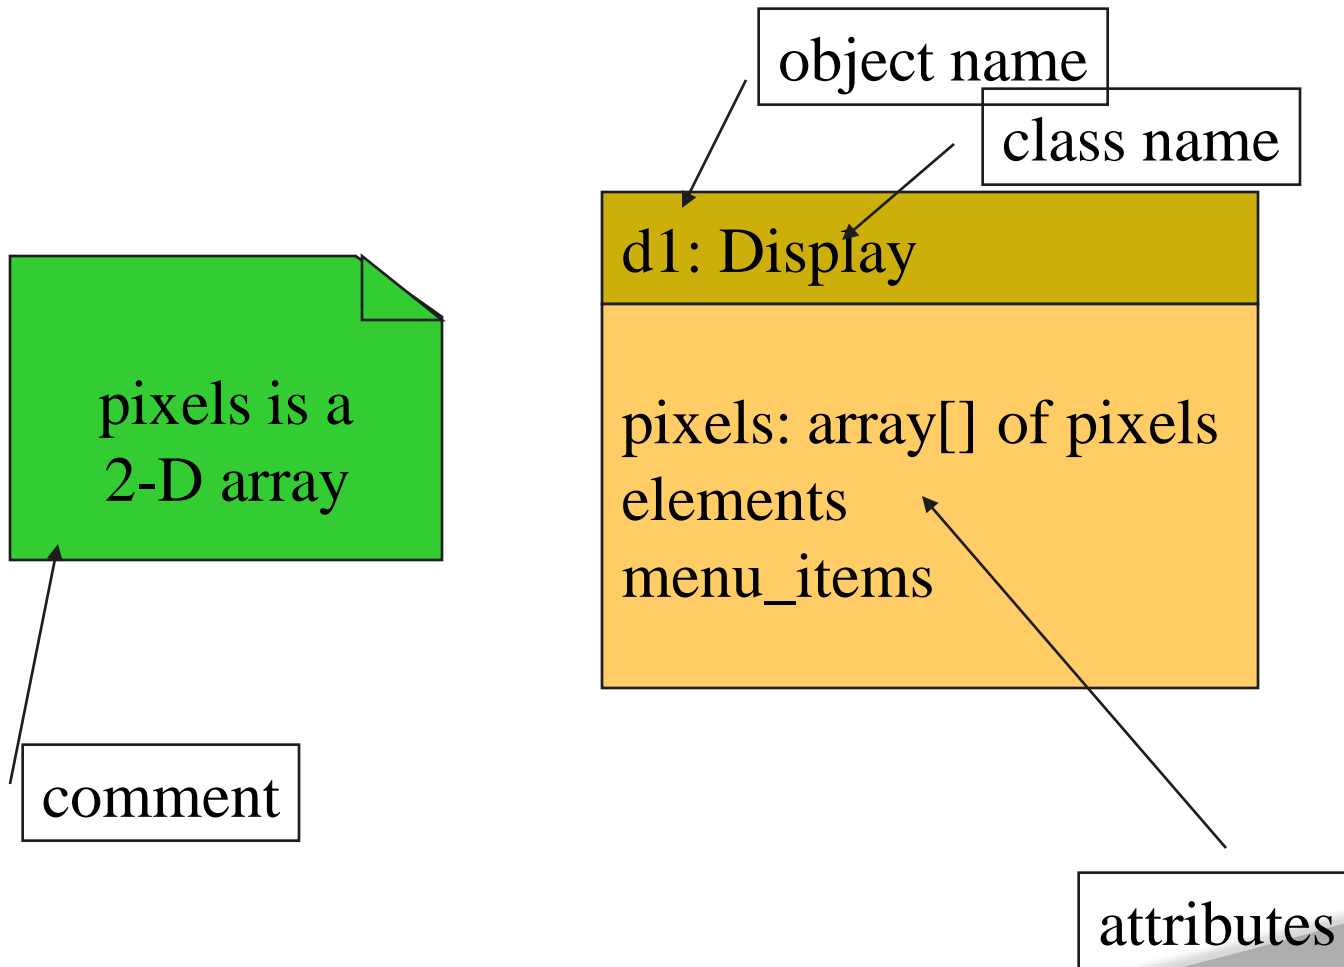 object name
class name
d1: Display
pixels is a
2-D array
pixels: array[] of pixels
elements
menu_items
comment
attributes